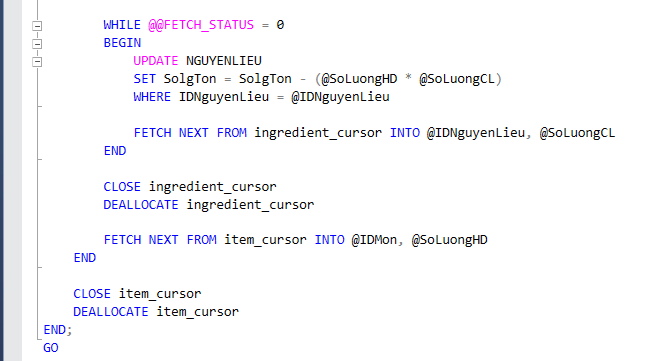 WHILE @@FETCH_STATUS = 0
BEGIN
UPDATE NGUYENLIEU
SET SolgTon = SolgTon - (@SoLuongHD * @SoLuongCL)
WHERE IDNguyenLieu = @IDNguyenLieu
FETCH NEXT FROM ingredient_cursor INTO @IDNguyenLieu, @SoLuongCL
END
CLOSE ingredient_cursor
DEALLOCATE ingredient_cursor
FETCH NEXT FROM item_cursor INTO @IDMon, @SoLuongHD
END
CLOSE item_cursor
DEALLOCATE item_cursor
END;
GO